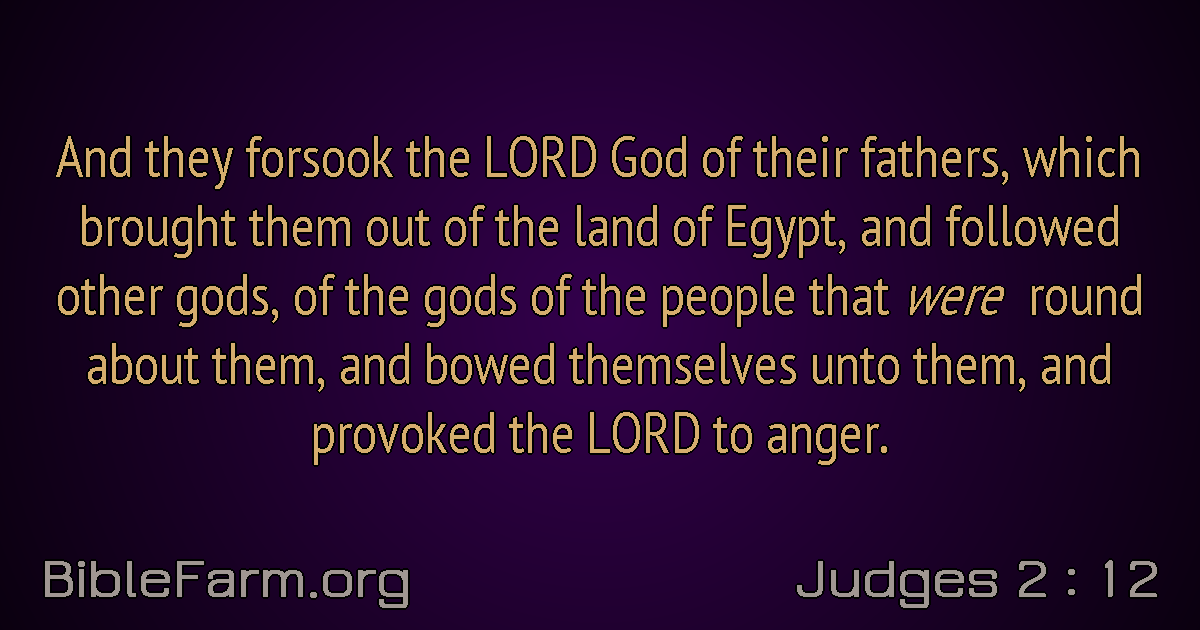 And they forsook the LORD God of their fathers, which
brought them out of the land of Egypt, and followed
other gods, of the gods of the people that were round
about them, and bowed themselves unto them, and
provoked the LORD to anger.
BibleFarm.org
Judges 2 : 12